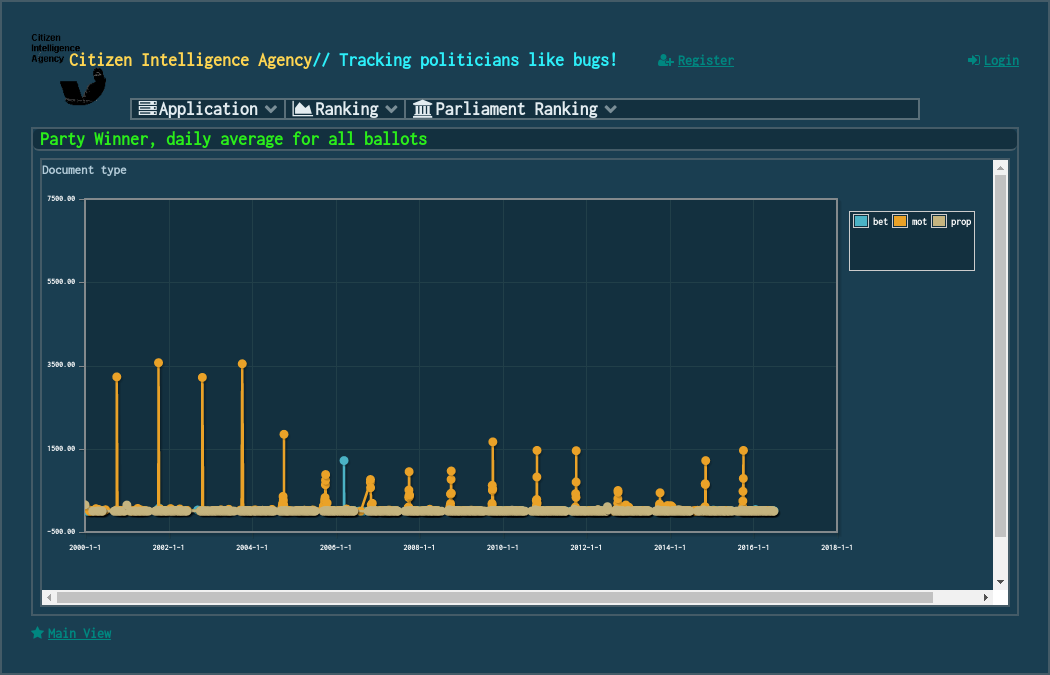 Citizen
Intelligence
Agency
Citizen Intelligence Agency// Tracking politicians like bugs!
Register
Login
Application
Ranking
Parliament Ranking
Party Winner, daily average for all ballots
Document type
7500.00
5500.00
3500.00
1500.00
-500.00
2000-1-1
2002-1-1
2004-1-1
2006-1-1
2008-1-1
2010-1-1
2012-1-1
2014-1-1
2016-1-1
2018-1-1
bet mot prop
Main View